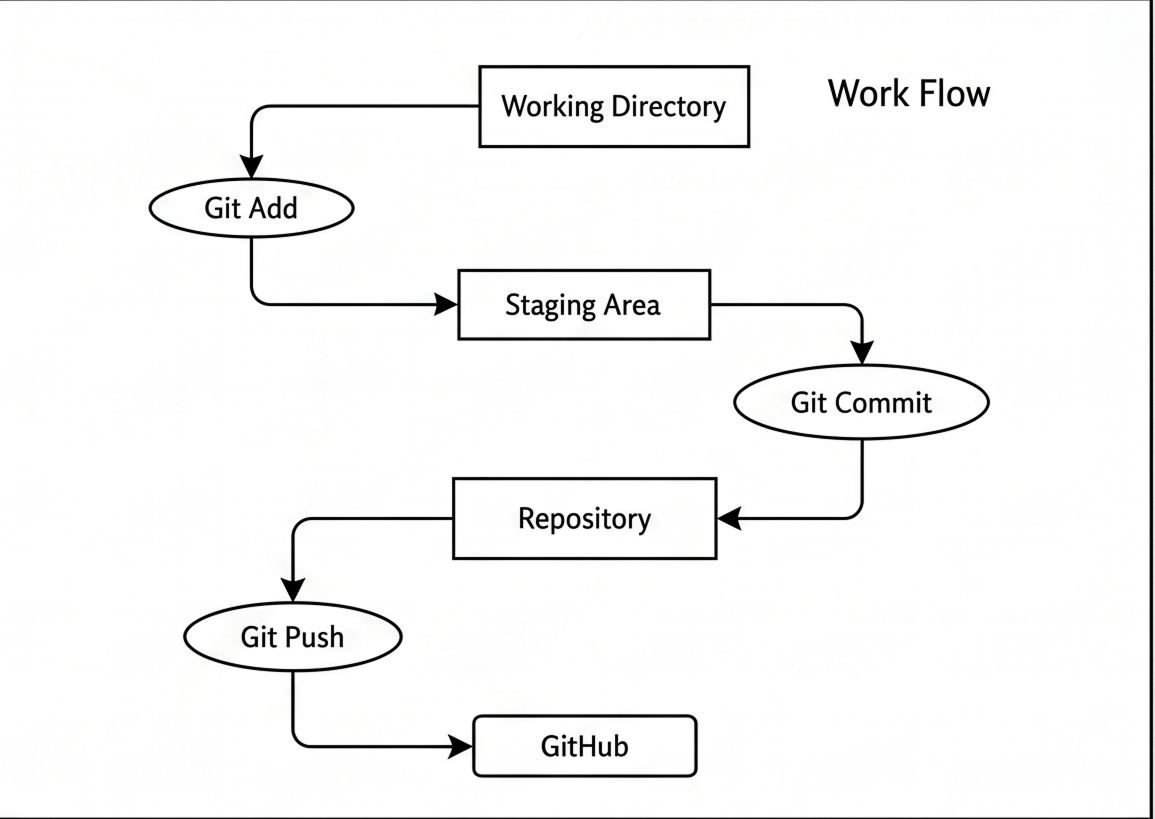 Work Flow
Working Directory
Git Add
Staging Area
Git Commit
Repository
Git Push
GitHub